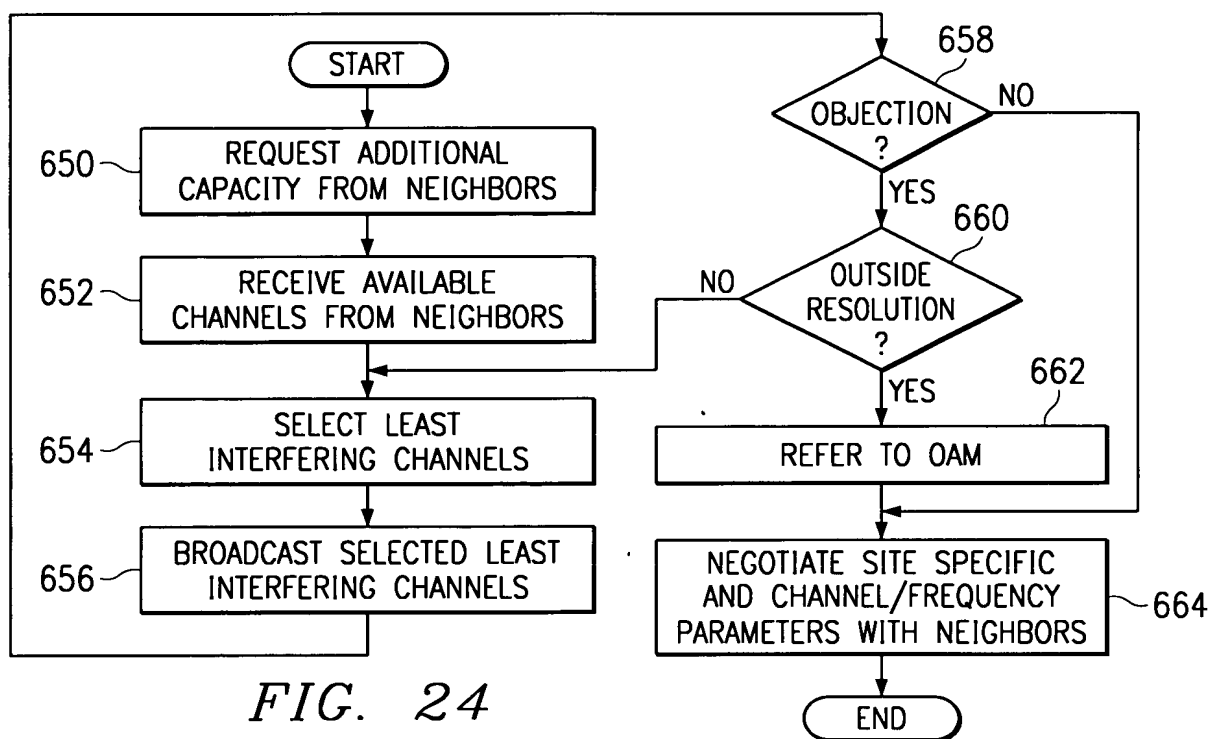 START
650
REQUEST ADDITIONAL
CAPACITY FROM NEIGHBORS
652
RECEIVE AVAILABLE
CHANNELS FROM NEIGHBORS
654
SELECT LEAST
INTERFERING CHANNELS
656
BROADCAST SELECTED LEAST
INTERFERING CHANNELS
658
OBJECTION
?
NO
YES
660
OUTSIDE
RESOLUTION
?
NO
YES
662
REFER TO OAM
NEGOTIATE SITE SPECIFIC
AND CHANNEL/FREQUENCY
PARAMETERS WITH NEIGHBORS
664
END
FIG. 24